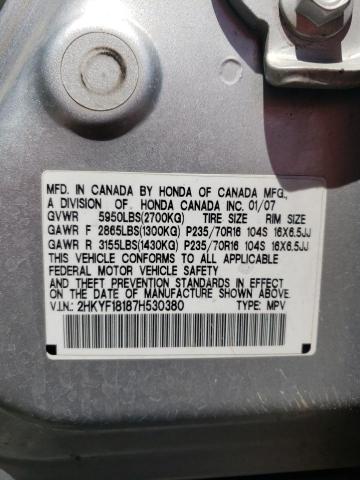 MFD. IN CANADA BY HONDA OF CANADA MFG.,
A DIVISION OF HONDA CANADA INC. 01/07
GVWR 5950LBS(2700KG) TIRE SIZE RIM SIZE
GAWR F 2865LBS(1300KG) P235/70R16 104S 16X6.5JJ
GAWR R 3155LBS(1430KG) P235/70R16 104S 16X6.5JJ
THIS VEHICLE CONFORMS TO ALL APPLICABLE
FEDERAL MOTOR VEHICLE SAFETY
STANDARDS IN EFFECT ON THE DATE OF
MANUFACTURE SHOWN ABOVE.
V.I.N.: 2HKYF18187H530380 TYPE: MPV